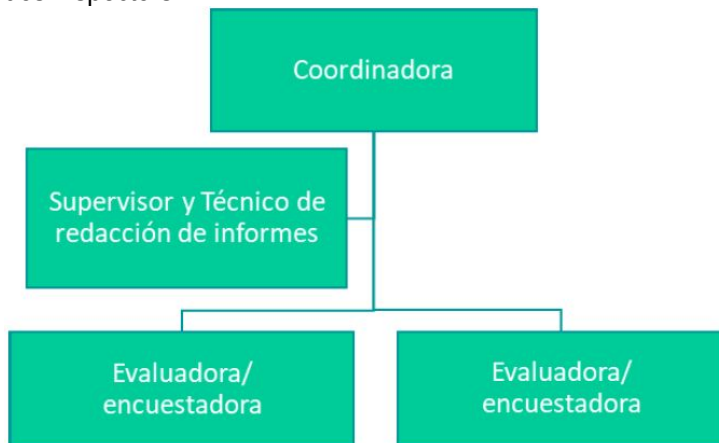 Coordinadora
Supervisor y Técnico de
redacción de informes
Evaluadora/
encuestadora
Evaluadora/
encuestadora